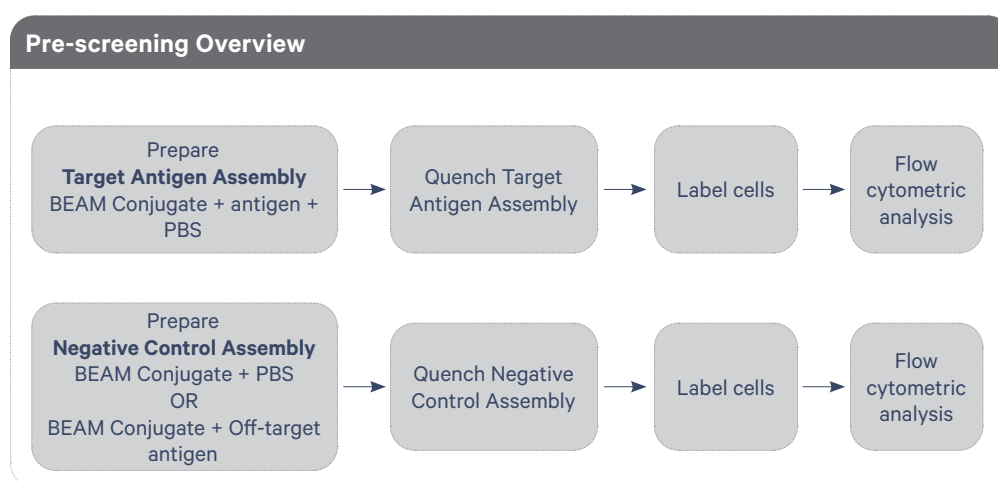 Pre-screening Overview
Prepare
Target Antigen Assembly
BEAM Conjugate + antigen +
PBS
Quench Target
Antigen Assembly
Label cells
Flow
cytometric
analysis
Prepare
Negative Control Assembly
BEAM Conjugate + PBS
OR
BEAM Conjugate + Off-target
antigen
Quench Negative
Control Assembly
Label cells
Flow
cytometric
analysis